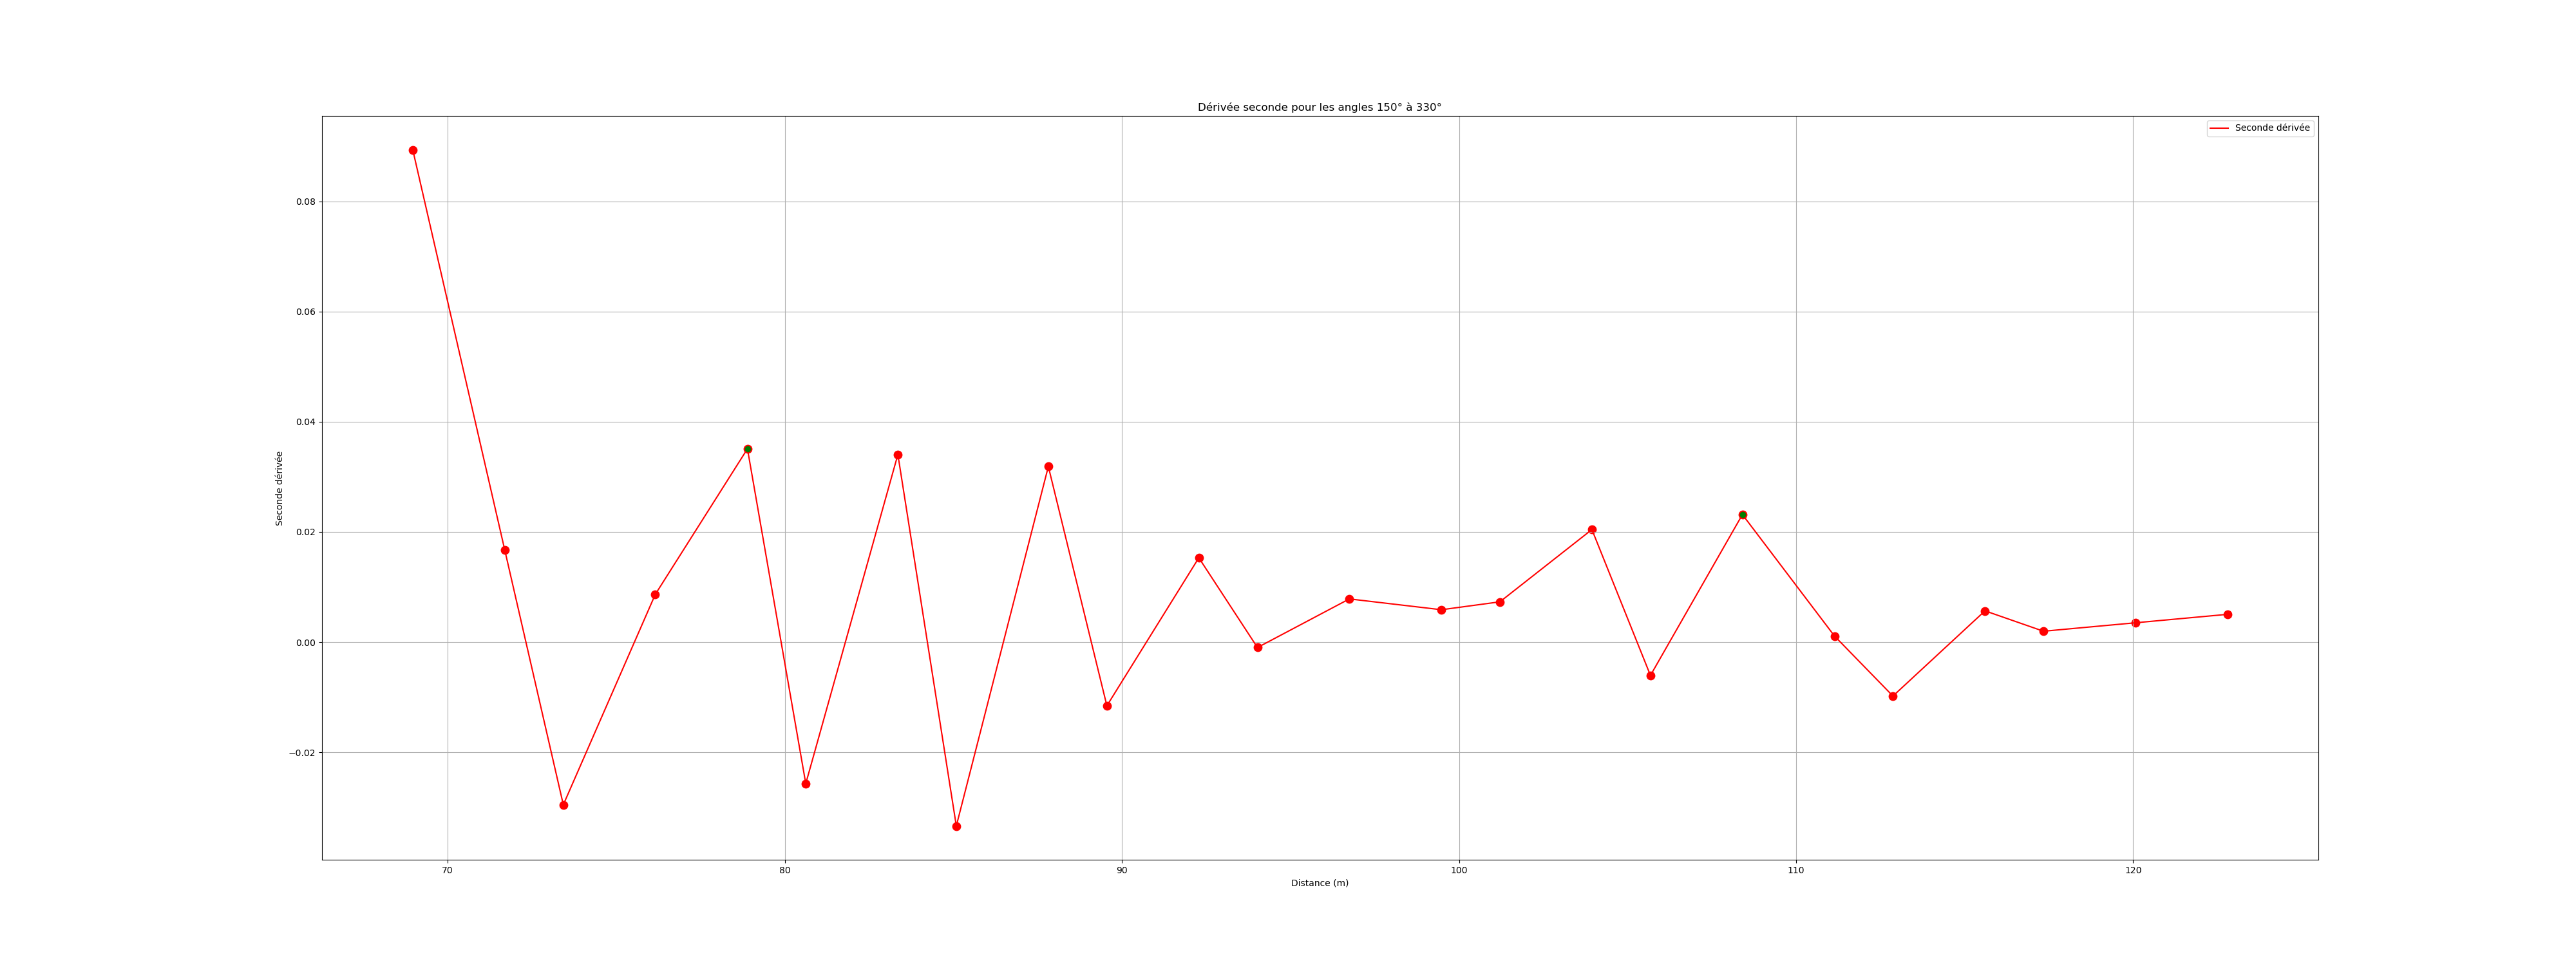 Dérivée seconde pour les angles 150° à 330°
Seconde dérivée
0.08
0.06
0.04
0.02
0.00
−0.02
Seconde dérivée
70 80 90 100 110 120
Distance (m)